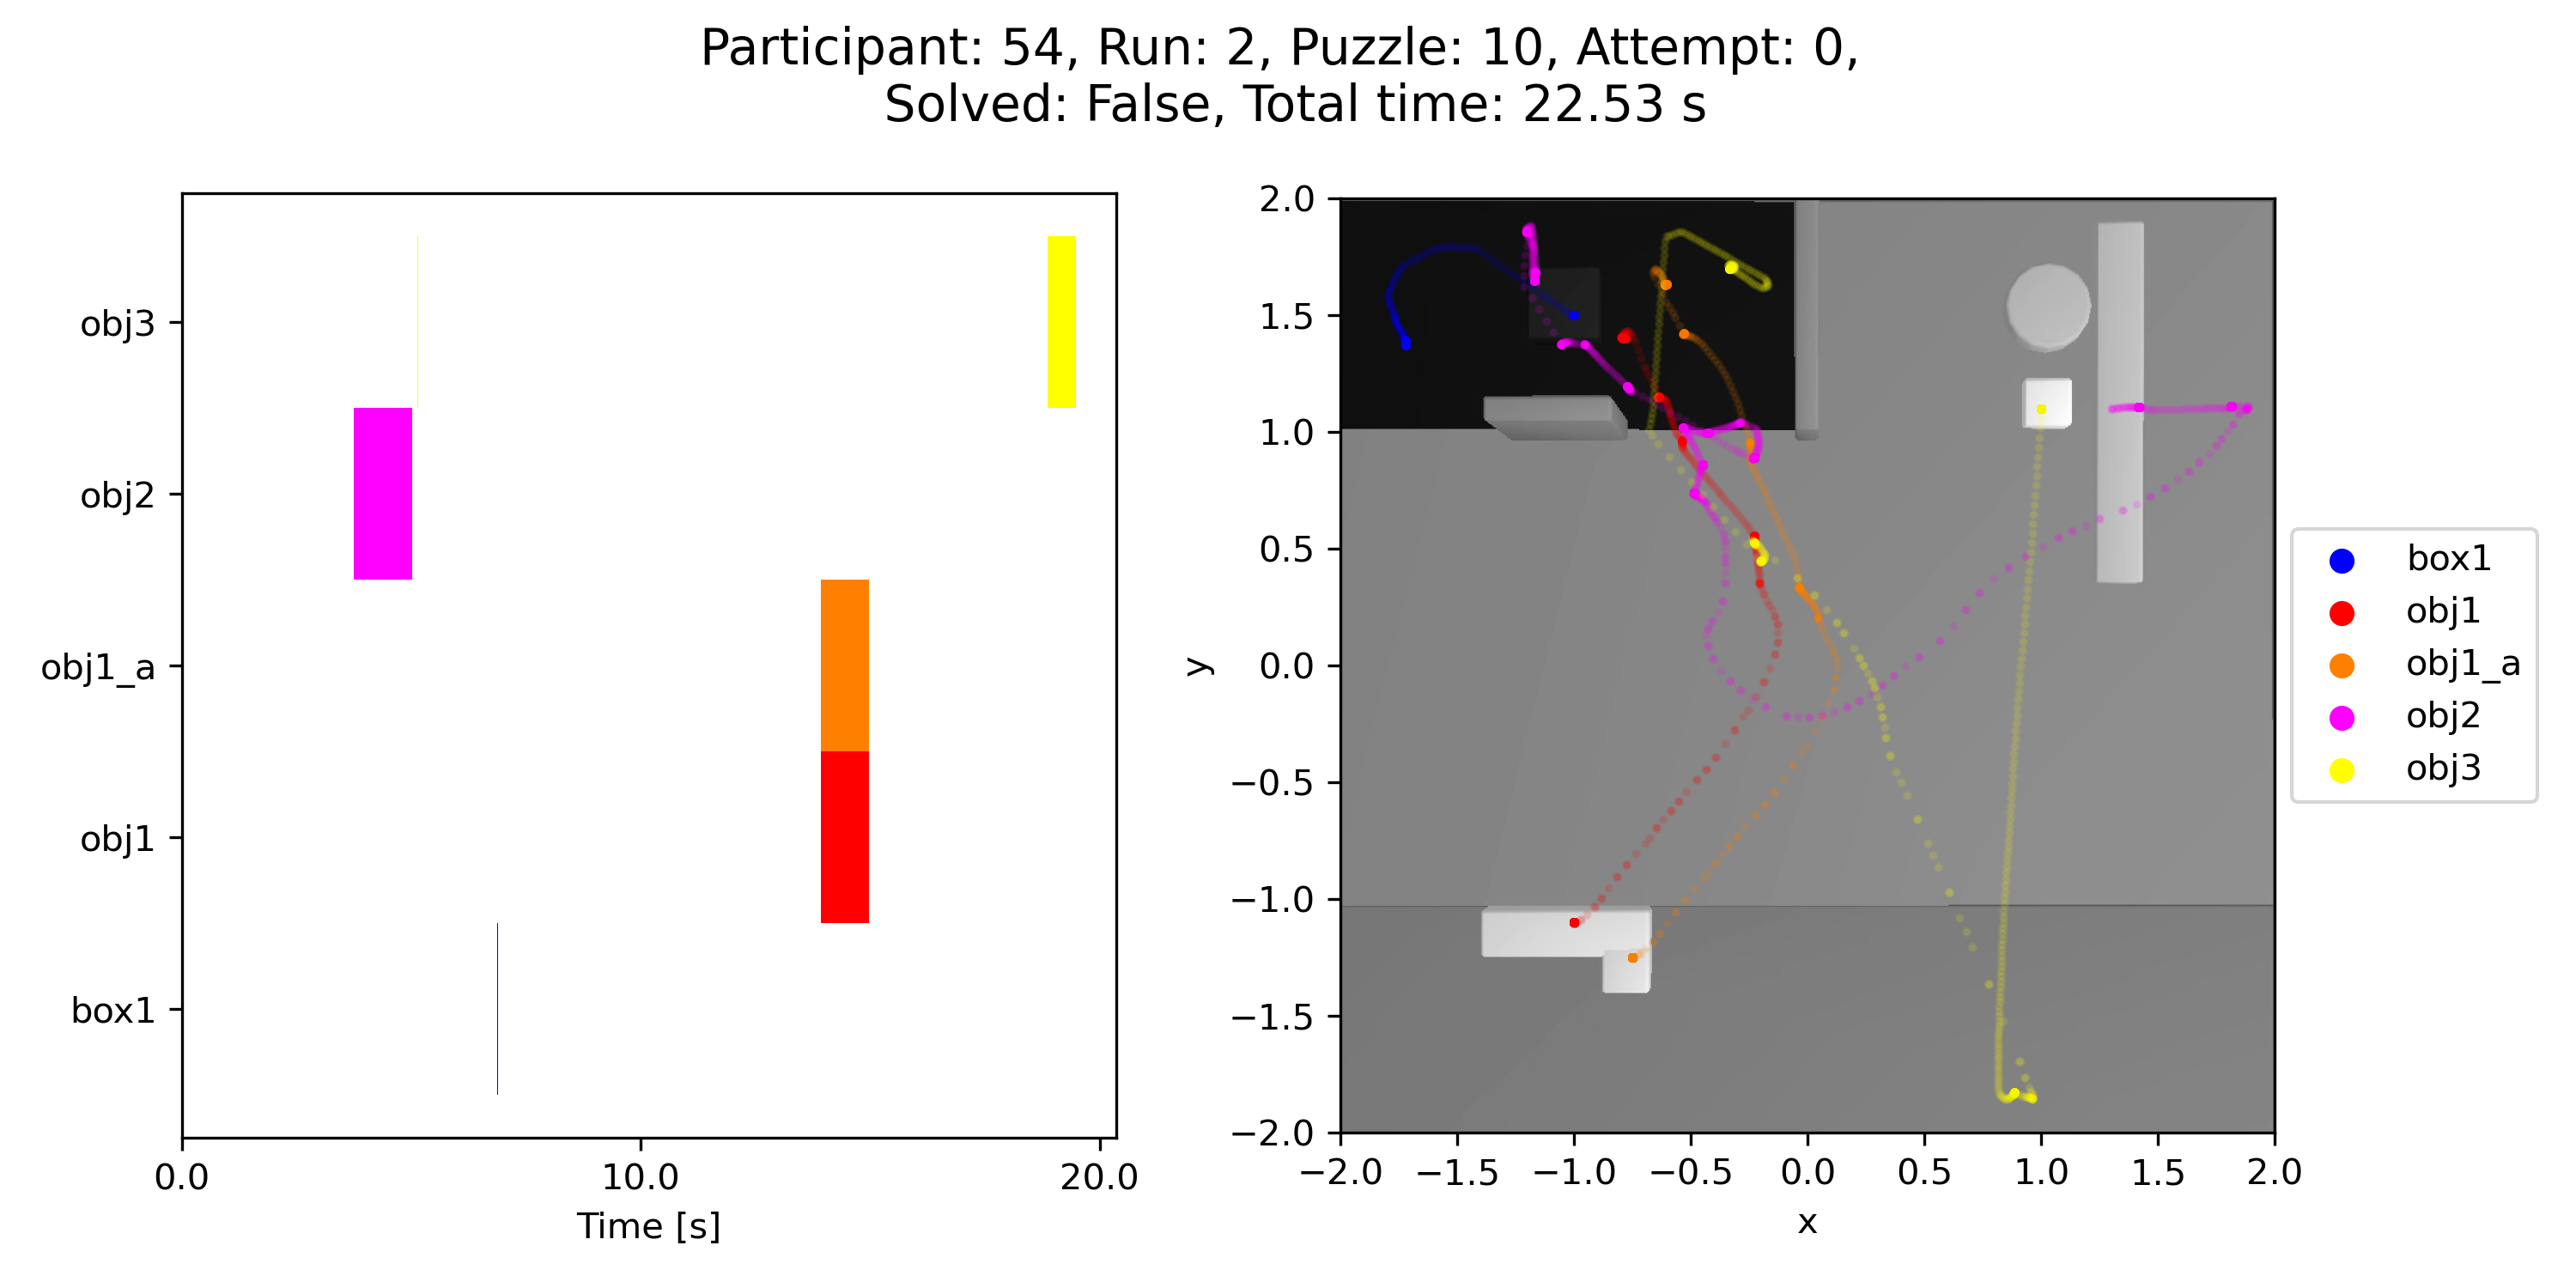 Participant: 54, Run: 2, Puzzle: 10, Attempt: 0,
Solved: False, Total time: 22.53 s
obj3
obj2
obj1_a
obj1
box1
0.0 10.0 20.0
Time [s]
2.0
1.5
1.0
0.5
0.0
−0.5
−1.0
−1.5
−2.0
y
−2.0 −1.5 −1.0 −0.5 0.0 0.5 1.0 1.5 2.0
x
box1
obj1
obj1_a
obj2
obj3